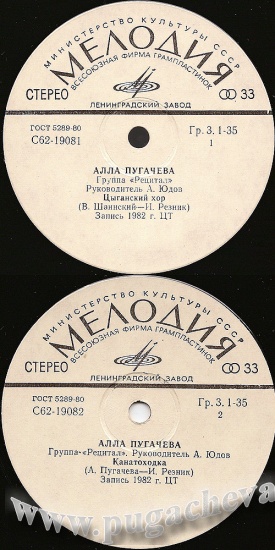 МИНИСТЕРСТВО КУЛЬТУРЫ СССР
МЕЛОДИЯ
ВСЕСОЮЗНАЯ ФИРМА ГРАМПЛАСТИНОК
СТЕРЕО 33
ЛЕНИНГРАДСКИЙ ЗАВОД
ГОСТ 5289-80 Гр. 3. 1-35
С62-19081 1
АЛЛА ПУГАЧЕВА
Группа «Рецитал»
Руководитель А. Юдов
Цыганский хор
(В. Шаинский—И. Резник)
Запись 1982 г. ЦТ
МИНИСТЕРСТВО КУЛЬТУРЫ СССР
МЕЛОДИЯ
ВСЕСОЮЗНАЯ ФИРМА ГРАМПЛАСТИНОК
СТЕРЕО 33
ЛЕНИНГРАДСКИЙ ЗАВОД
ГОСТ 5289-80 Гр. 3. 1-35
С62-19082 2
АЛЛА ПУГАЧЕВА
Группа-«Рецитал». Руководитель А. Юдов
Канатоходка
(А. Пугачева—И. Резник)
Запись 1982 г. ЦТ
www.pugacheva